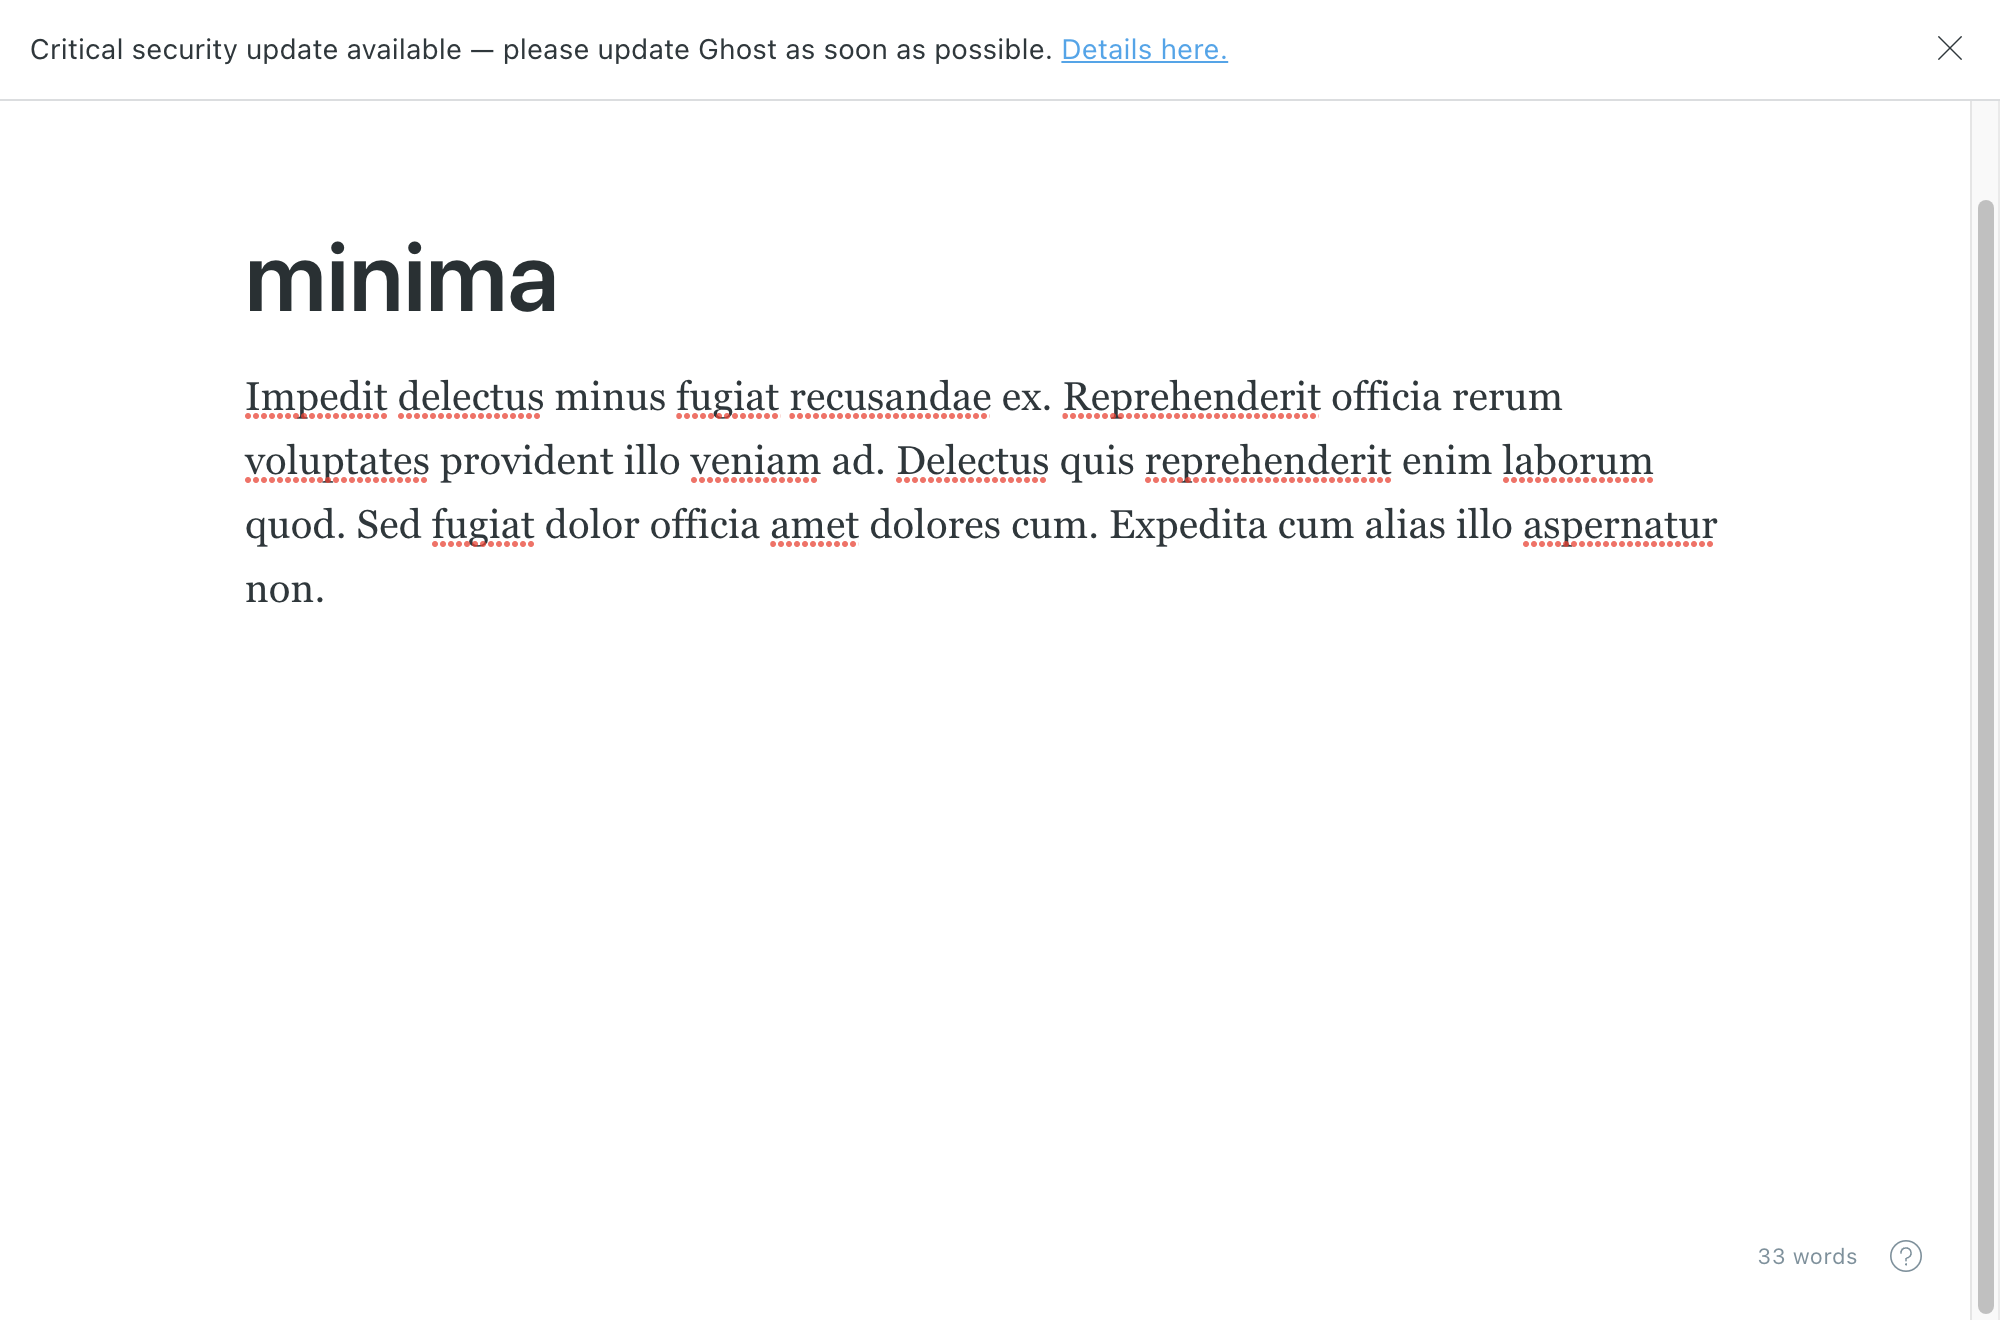 Critical security update available — please update Ghost as soon as possible. Details here.
minima
Impedit delectus minus fugiat recusandae ex. Reprehenderit officia rerum
voluptates provident illo veniam ad. Delectus quis reprehenderit enim laborum
quod. Sed fugiat dolor officia amet dolores cum. Expedita cum alias illo aspernatur
non.
33 words ?